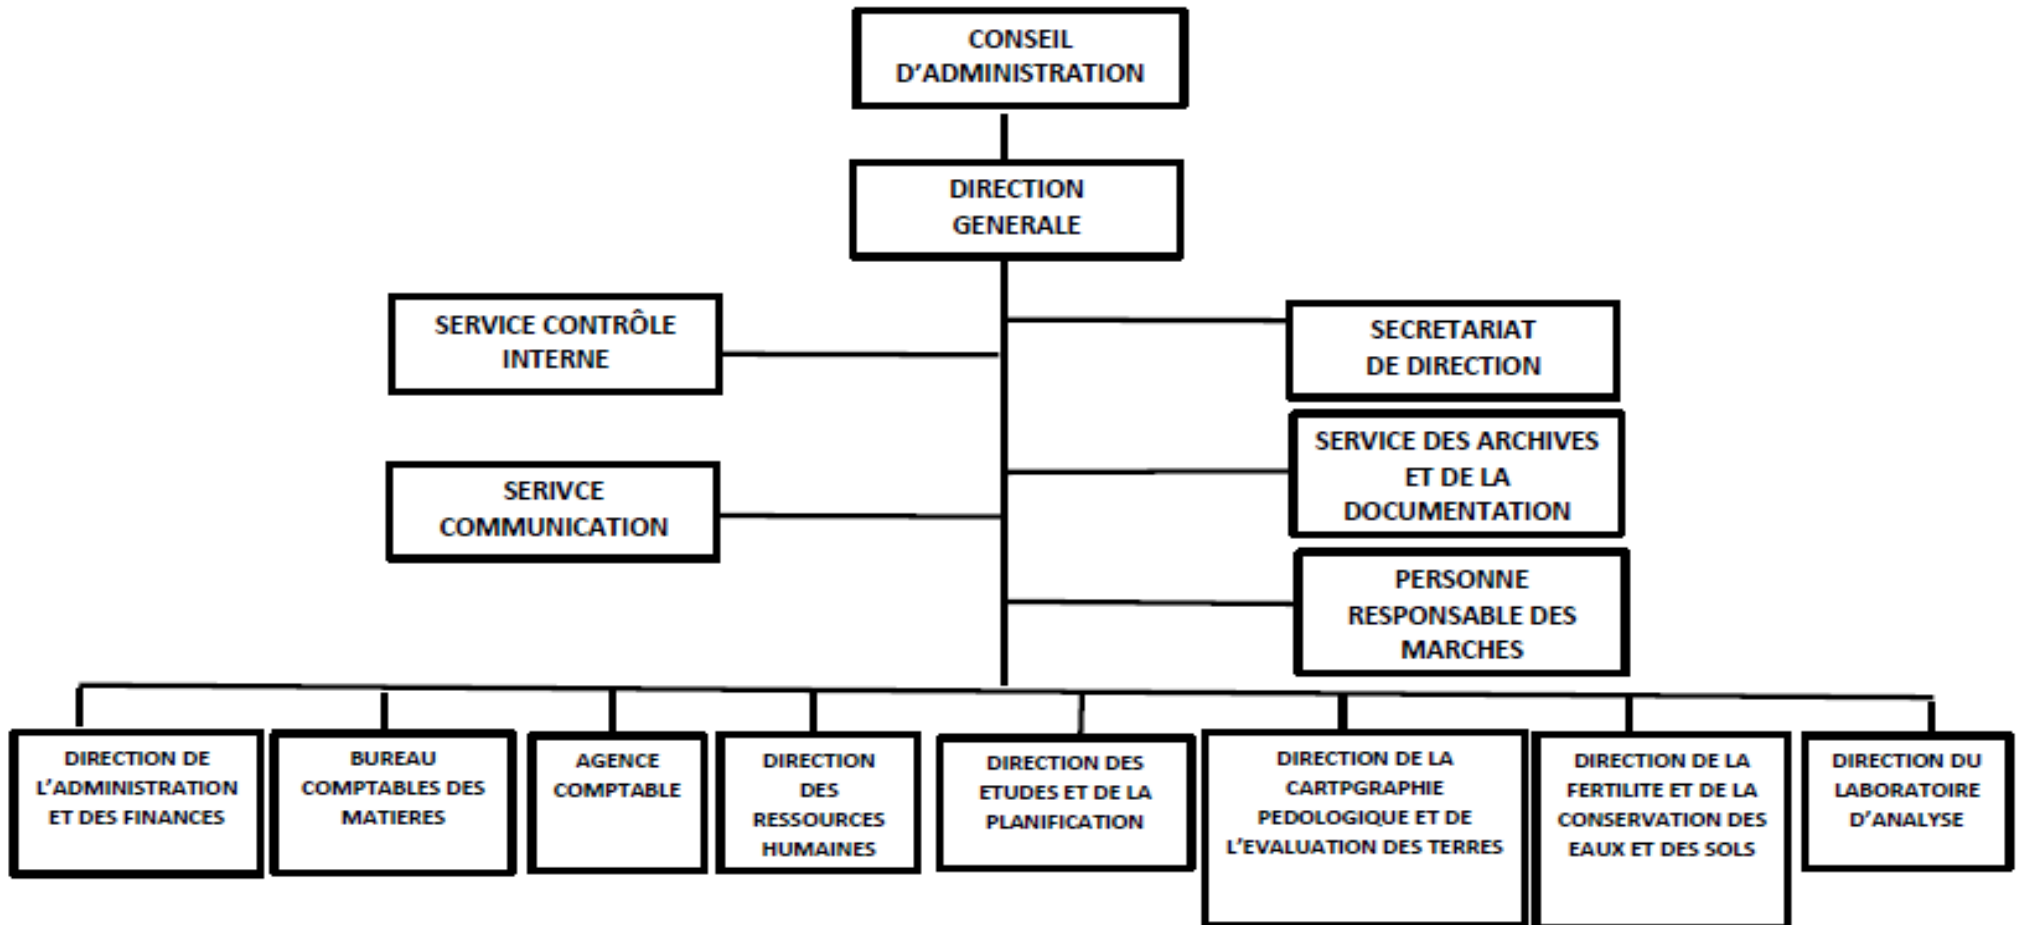 CONSEIL
D'ADMINISTRATION
DIRECTION
GENERALE
SERVICE CONTRÔLE
INTERNE
SECRETARIAT
DE DIRECTION
SERVICE DES ARCHIVES
ET DE LA
DOCUMENTATION
SERIVCE
COMMUNICATION
PERSONNE
RESPONSABLE DES
MARCHES
DIRECTION DE
L'ADMINISTRATION
ET DES FINANCES
BUREAU
COMPTABLES DES
MATIERES
AGENCE
COMPTABLE
DIRECTION
DES
RESSOURCES
HUMAINES
DIRECTION DES
ETUDES ET DE LA
PLANIFICATION
DIRECTION DE LA
CARTPGRAPHIE
PEDOLOGIQUE ET DE
L'EVALUATION DES TERRES
DIRECTION DE LA
FERTILITE ET DE LA
CONSERVATION DES
EAUX ET DES SOLS
DIRECTION DU
LABORATOIRE
D'ANALYSE